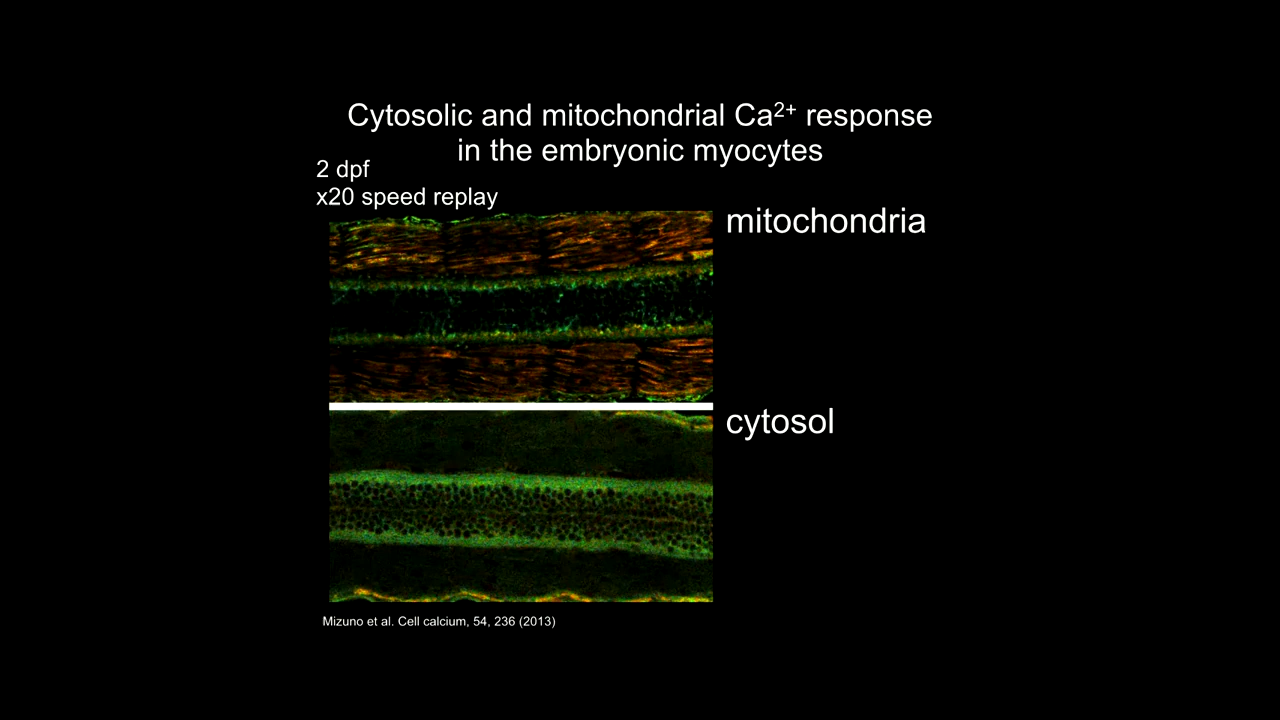 Cytosolic and mitochondrial Ca²⁺ response
in the embryonic myocytes
2 dpf
x20 speed replay
mitochondria
cytosol
Mizuno et al. Cell calcium, 54, 236 (2013)